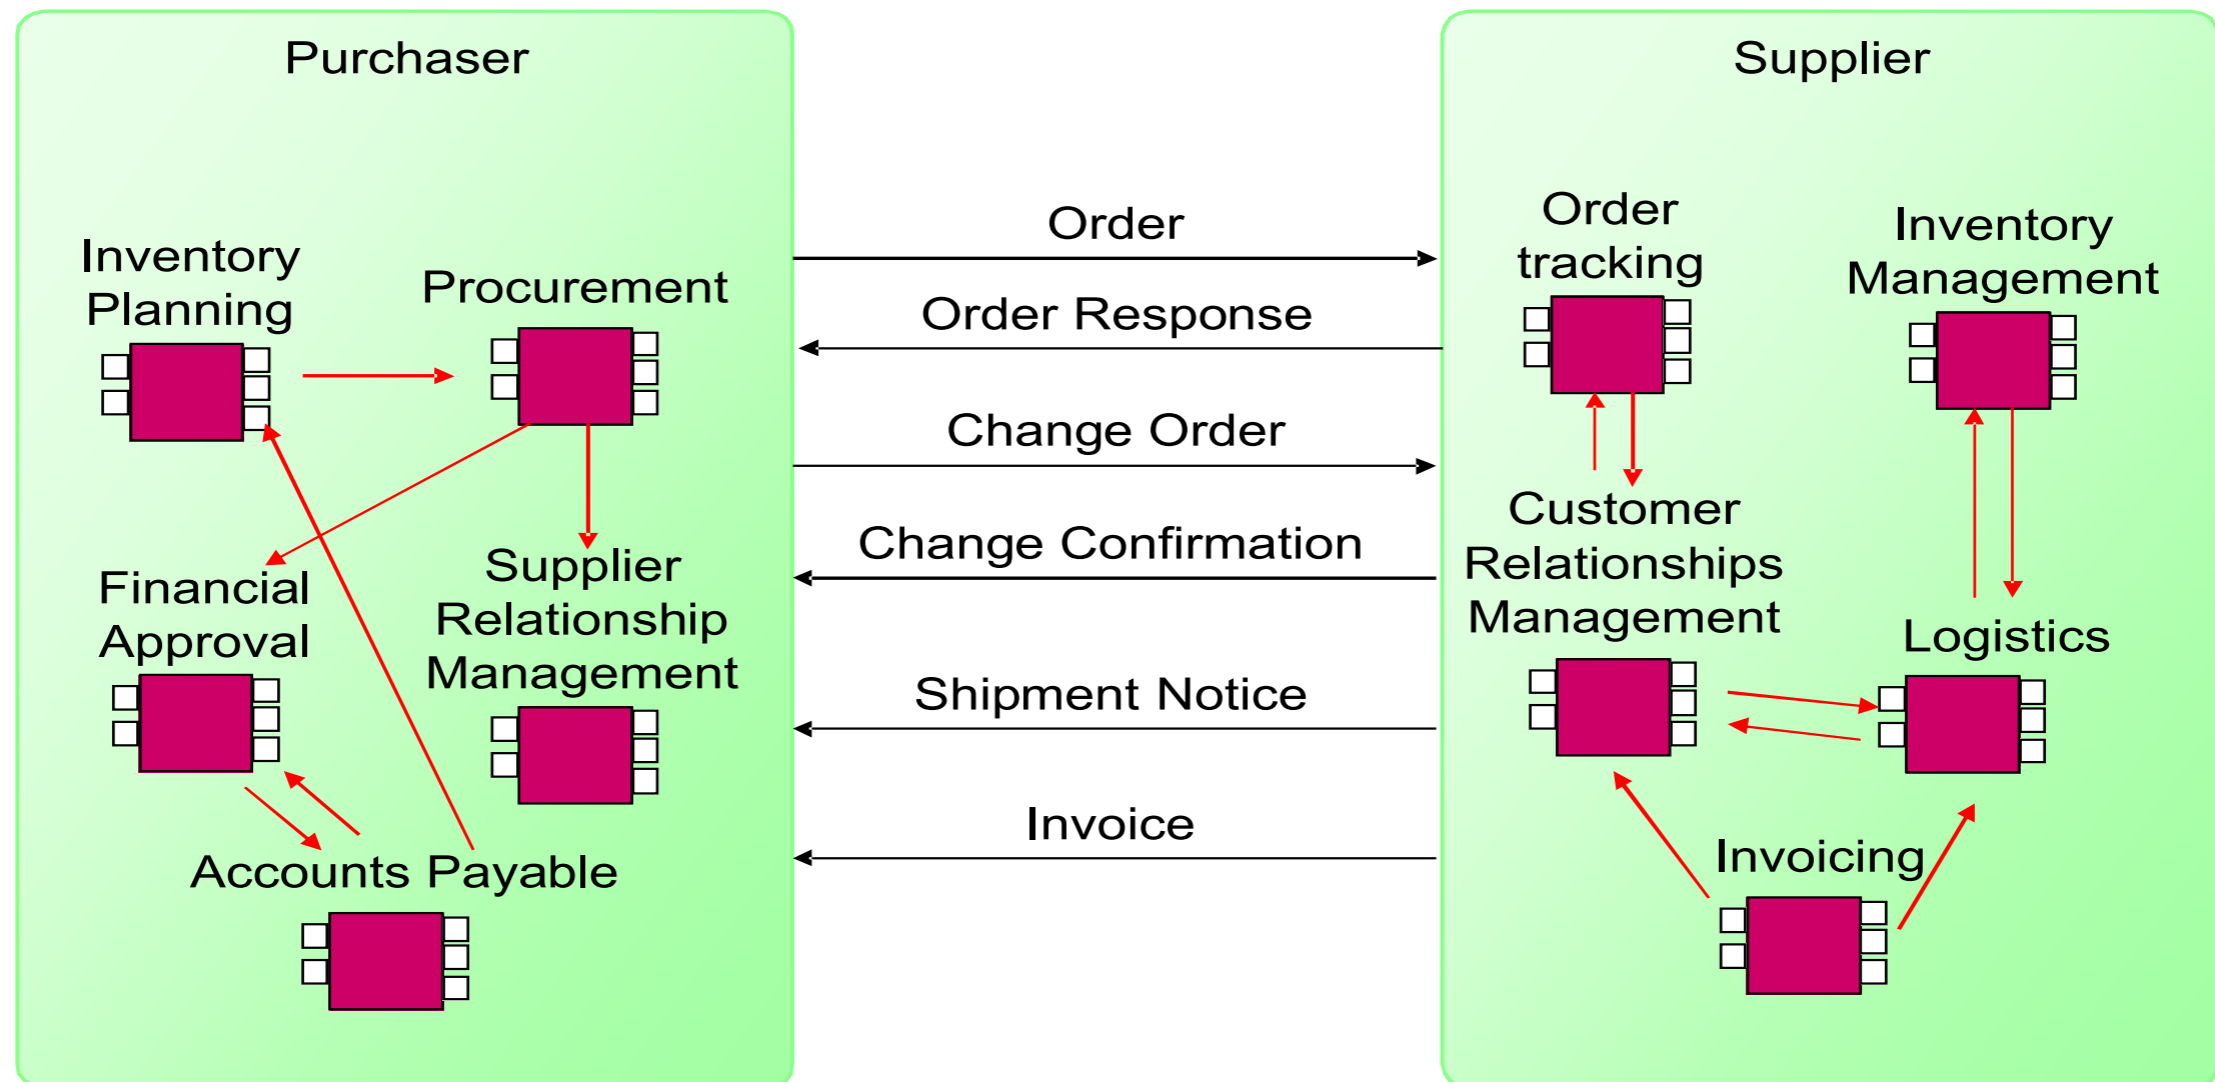 Purchaser
Inventory
Planning
Procurement
Financial
Approval
Supplier
Relationship
Management
Accounts Payable
Order
Order Response
Change Order
Change Confirmation
Shipment Notice
Invoice
Supplier
Order
tracking
Inventory
Management
Customer
Relationships
Management
Logistics
Invoicing